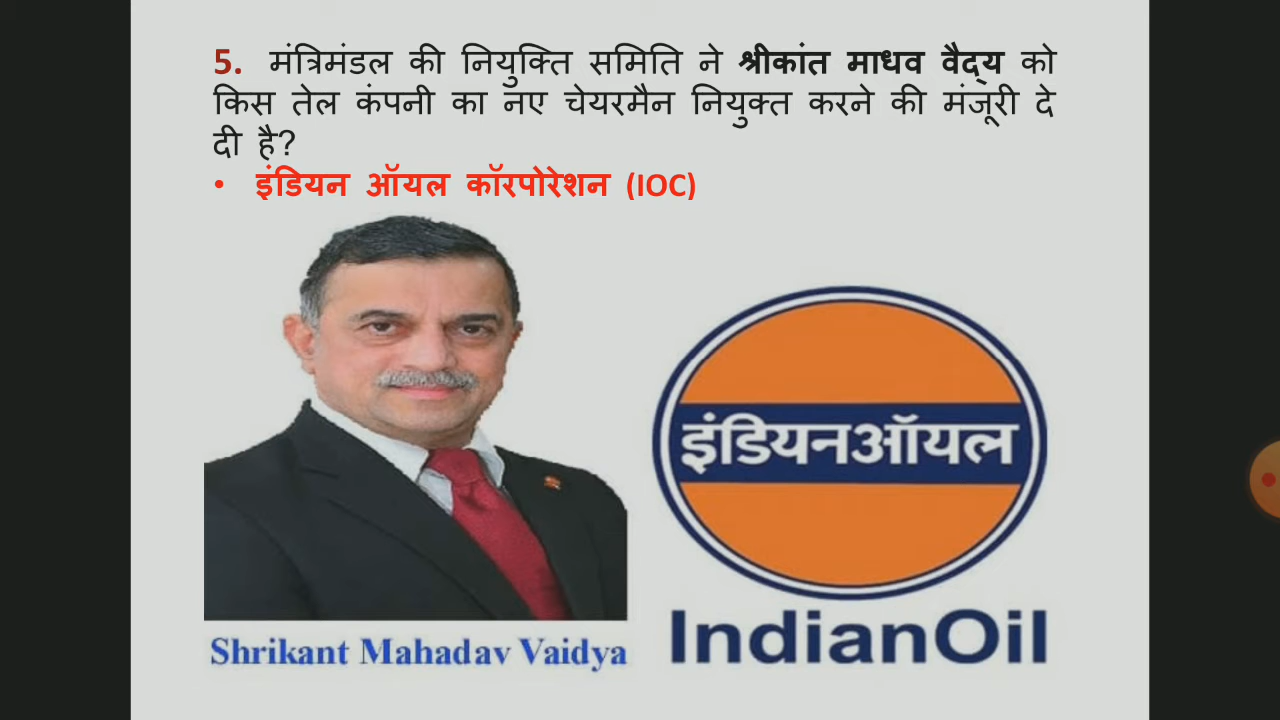 5. मंत्रिमंडल की नियुक्ति समिति ने श्रीकांत माधव वैद्य को
किस तेल कंपनी का नए चेयरमैन नियुक्त करने की मंजूरी दे
दी है?
• इंडियन ऑयल कॉरपोरेशन (IOC)
इंडियनऑयल
IndianOil
Shrikant Mahadav Vaidya